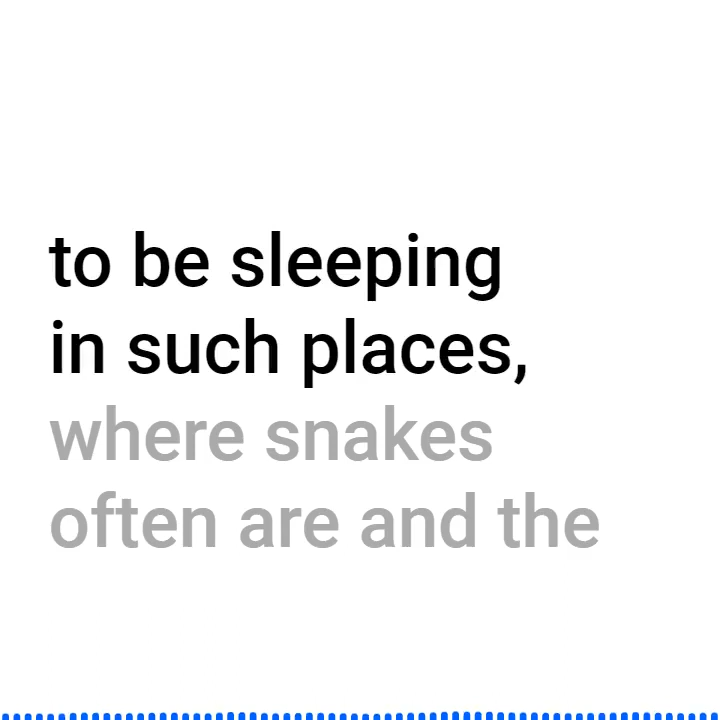 to be sleeping
in such places,
where snakes
often are and the